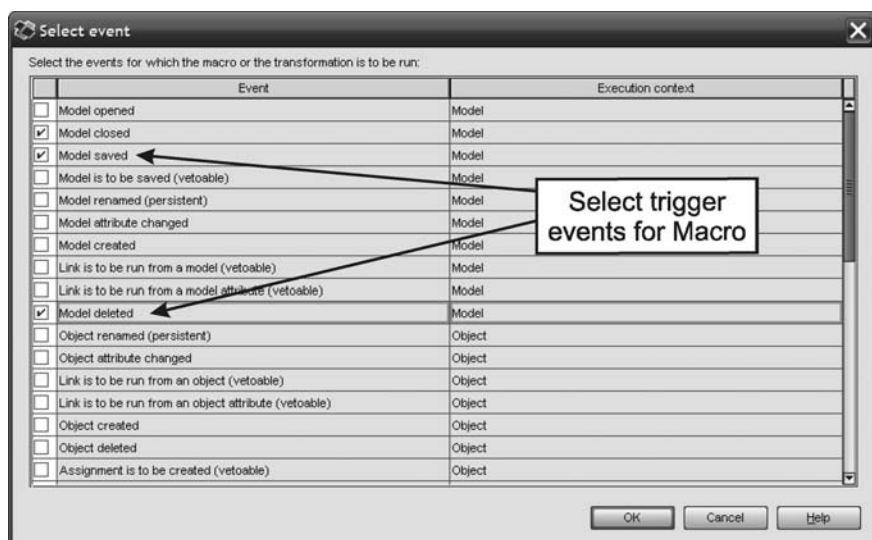 Select event
Select the events for which the macro or the transformation is to be run:
Event Execution context
Model opened Model
Model closed Model
Model saved Model
Model is to be saved (vetoable) Model
Model renamed (persistent) Model
Model attribute changed Model
Model created Model
Link is to be run from a model (vetoable) Model
Link is to be run from a model attribute (vetoable) Model
Model deleted Model
Object renamed (persistent) Object
Object attribute changed Object
Link is to be run from an object (vetoable) Object
Link is to be run from an object attribute (vetoable) Object
Object created Object
Object deleted Object
Assignment is to be created (vetoable) Object
Select trigger
events for Macro
OK Cancel Help